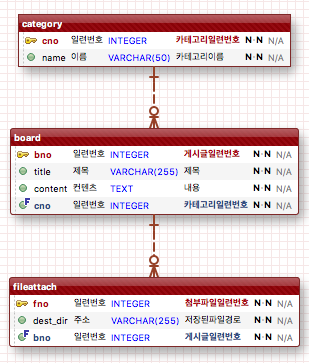 category
cno 일련번호 INTEGER 카테고리일련번호 N-N N/A
name 이름 VARCHAR(50) 카테고리이름 N-N N/A
board
bno 일련번호 INTEGER 게시글일련번호 N-N N/A
title 제목 VARCHAR(255) 제목 N-N N/A
content 컨텐츠 TEXT 내용 N-N N/A
F cno 일련번호 INTEGER 카테고리일련번호 N-N N/A
fileattach
fno 일련번호 INTEGER 첨부파일일련번호 N-N N/A
dest_dir 주소 VARCHAR(255) 저장된파일경로 N-N N/A
F bno 일련번호 INTEGER 게시글일련번호 N-N N/A